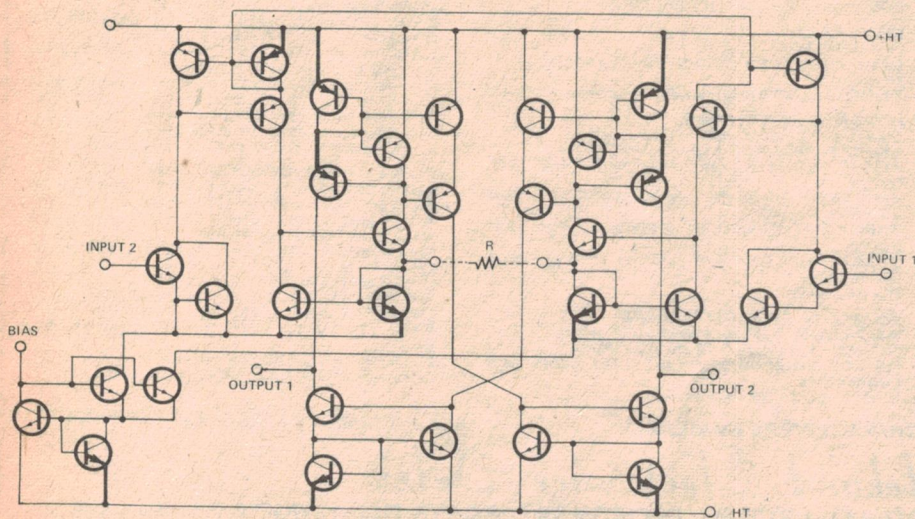 +HT
INPUT 2
R
INPUT 1
BIAS
OUTPUT 1
OUTPUT 2
-HT